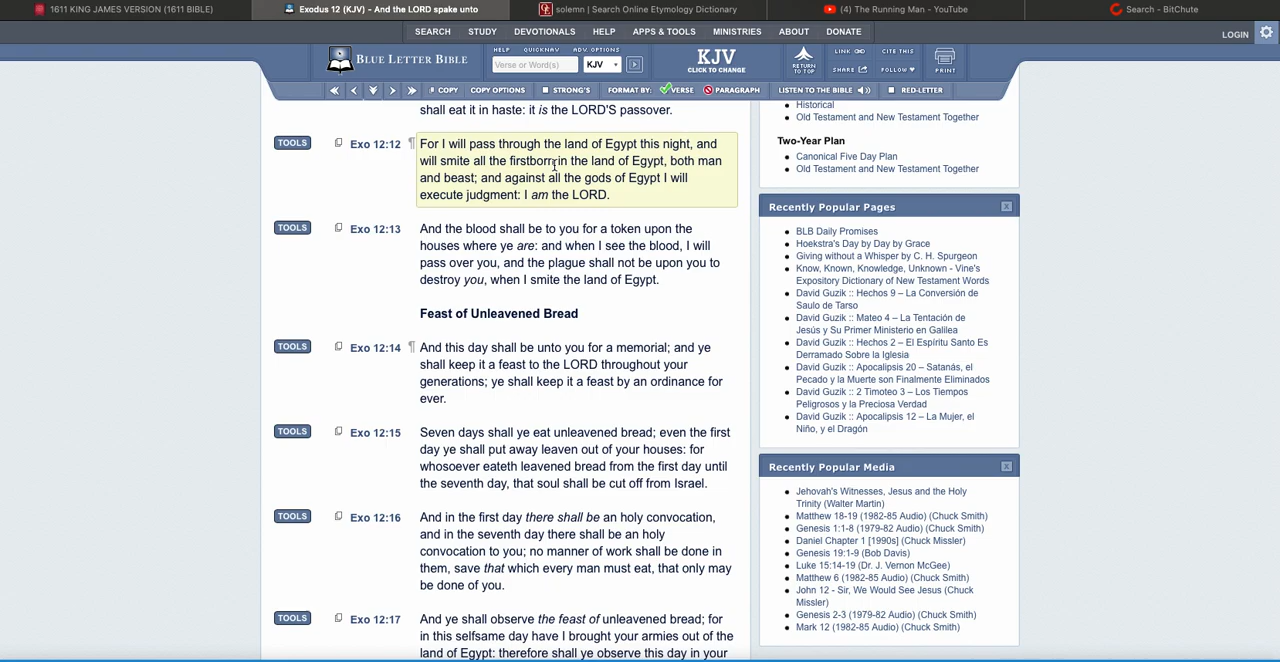 1611 KING JAMES VERSION (1611 BIBLE)
Exodus 12 (KJV) - And the LORD spake unto
solemn | Search Online Etymology Dictionary
(4) The Running Man - YouTube
Search - BitChute
SEARCH STUDY DEVOTIONALS HELP APPS & TOOLS MINISTRIES ABOUT DONATE
LOGIN
BLUE LETTER BIBLE
HELP QUICKNAV ADV. OPTIONS
Verse or Word(s)
KJV
KJV
CLICK TO CHANGE
RETURN
TO TOP
LINK
CITE THIS
SHARE
FOLLOW
PRINT
COPY COPY OPTIONS STRONG'S FORMAT BY: VERSE PARAGRAPH LISTEN TO THE BIBLE RED-LETTER
shall eat it in haste: it is the LORD'S passover.
TOOLS Exo 12:12 ¶ For I will pass through the land of Egypt this night, and
will smite all the firstborn in the land of Egypt, both man
and beast; and against all the gods of Egypt I will
execute judgment: I am the LORD.
TOOLS Exo 12:13 And the blood shall be to you for a token upon the
houses where ye are: and when I see the blood, I will
pass over you, and the plague shall not be upon you to
destroy you, when I smite the land of Egypt.
Feast of Unleavened Bread
TOOLS Exo 12:14 ¶ And this day shall be unto you for a memorial; and ye
shall keep it a feast to the LORD throughout your
generations; ye shall keep it a feast by an ordinance for
ever.
TOOLS Exo 12:15 Seven days shall ye eat unleavened bread; even the first
day ye shall put away leaven out of your houses: for
whosoever eateth leavened bread from the first day until
the seventh day, that soul shall be cut off from Israel.
TOOLS Exo 12:16 And in the first day there shall be an holy convocation,
and in the seventh day there shall be an holy
convocation to you; no manner of work shall be done in
them, save that which every man must eat, that only may
be done of you.
TOOLS Exo 12:17 And ye shall observe the feast of unleavened bread; for
in this selfsame day have I brought your armies out of the
land of Egypt: therefore shall ye observe this day in your
Historical
Old Testament and New Testament Together
Two-Year Plan
Canonical Five Day Plan
Old Testament and New Testament Together
Recently Popular Pages
x
BLB Daily Promises
Hoekstra's Day by Day by Grace
Giving without a Whisper by C. H. Spurgeon
Know, Known, Knowledge, Unknown - Vine's
Expository Dictionary of New Testament Words
David Guzik :: Hechos 9 – La Conversión de
Saulo de Tarso
David Guzik :: Mateo 4 – La Tentación de
Jesús y Su Primer Ministerio en Galilea
David Guzik :: Hechos 2 – El Espíritu Santo Es
Derramado Sobre la Iglesia
David Guzik :: Apocalipsis 20 – Satanás, el
Pecado y la Muerte son Finalmente Eliminados
David Guzik :: 2 Timoteo 3 – Los Tiempos
Peligrosos y la Preciosa Verdad
David Guzik :: Apocalipsis 12 – La Mujer, el
Niño, y el Dragón
Recently Popular Media
x
Jehovah's Witnesses, Jesus and the Holy
Trinity (Walter Martin)
Matthew 18-19 (1982-85 Audio) (Chuck Smith)
Genesis 1:1-8 (1979-82 Audio) (Chuck Smith)
Daniel Chapter 1 [1990s] (Chuck Missler)
Genesis 19:1-9 (Bob Davis)
Luke 15:14-19 (Dr. J. Vernon McGee)
Matthew 6 (1982-85 Audio) (Chuck Smith)
John 12 - Sir, We Would See Jesus (Chuck
Missler)
Genesis 2-3 (1979-82 Audio) (Chuck Smith)
Mark 12 (1982-85 Audio) (Chuck Smith)